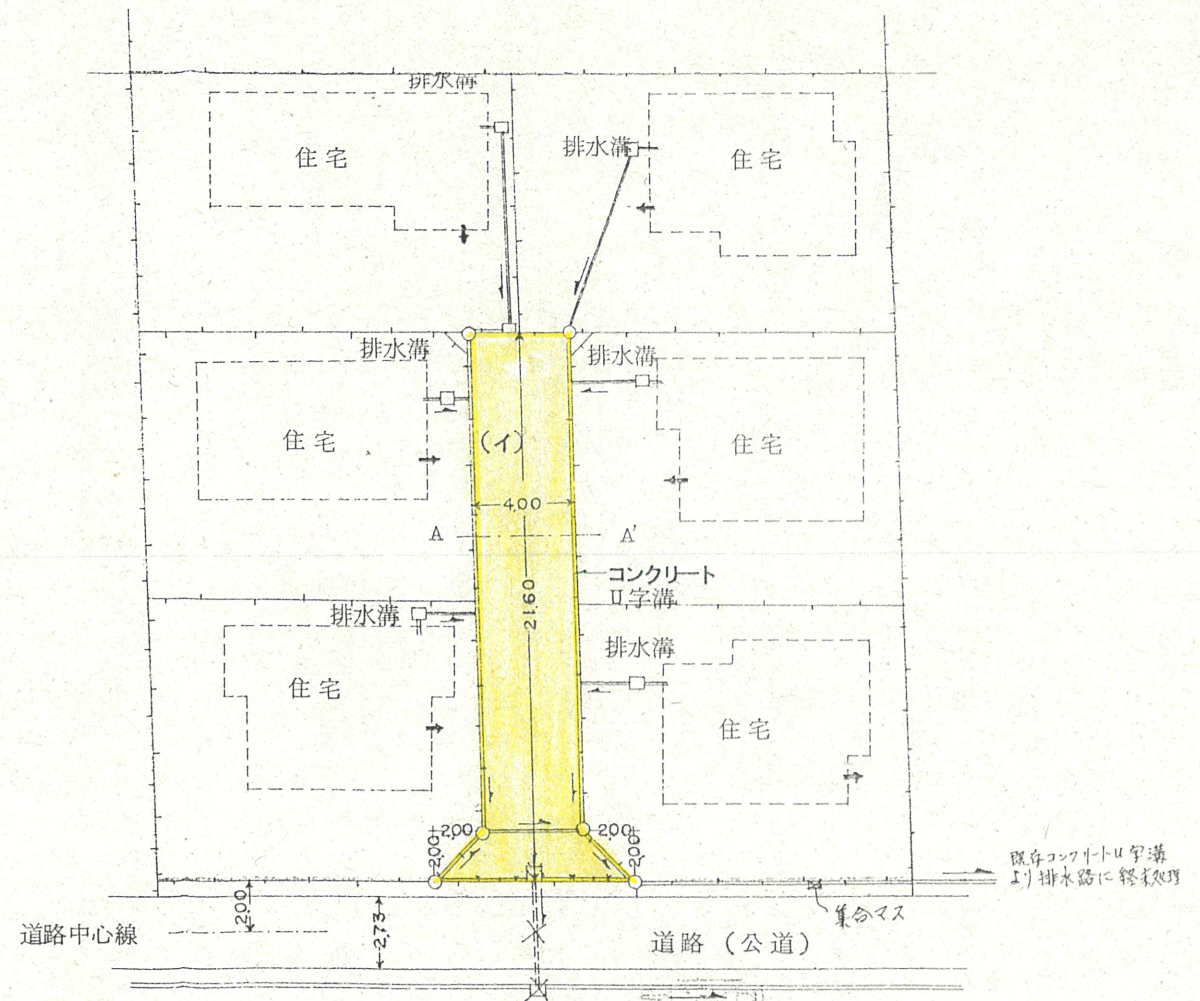 排水溝
住宅
排水溝
住宅
排水溝
排水溝
住宅
(イ)
住宅
4.00
A
A'
21.60
コンクリート
U字溝
排水溝
排水溝
住宅
住宅
2.00
2.00
2.00
2.00
既存コンクリートU字溝
より排水路に終末処理
2.00
集合マス
道路中心線
2.73
道路(公道)